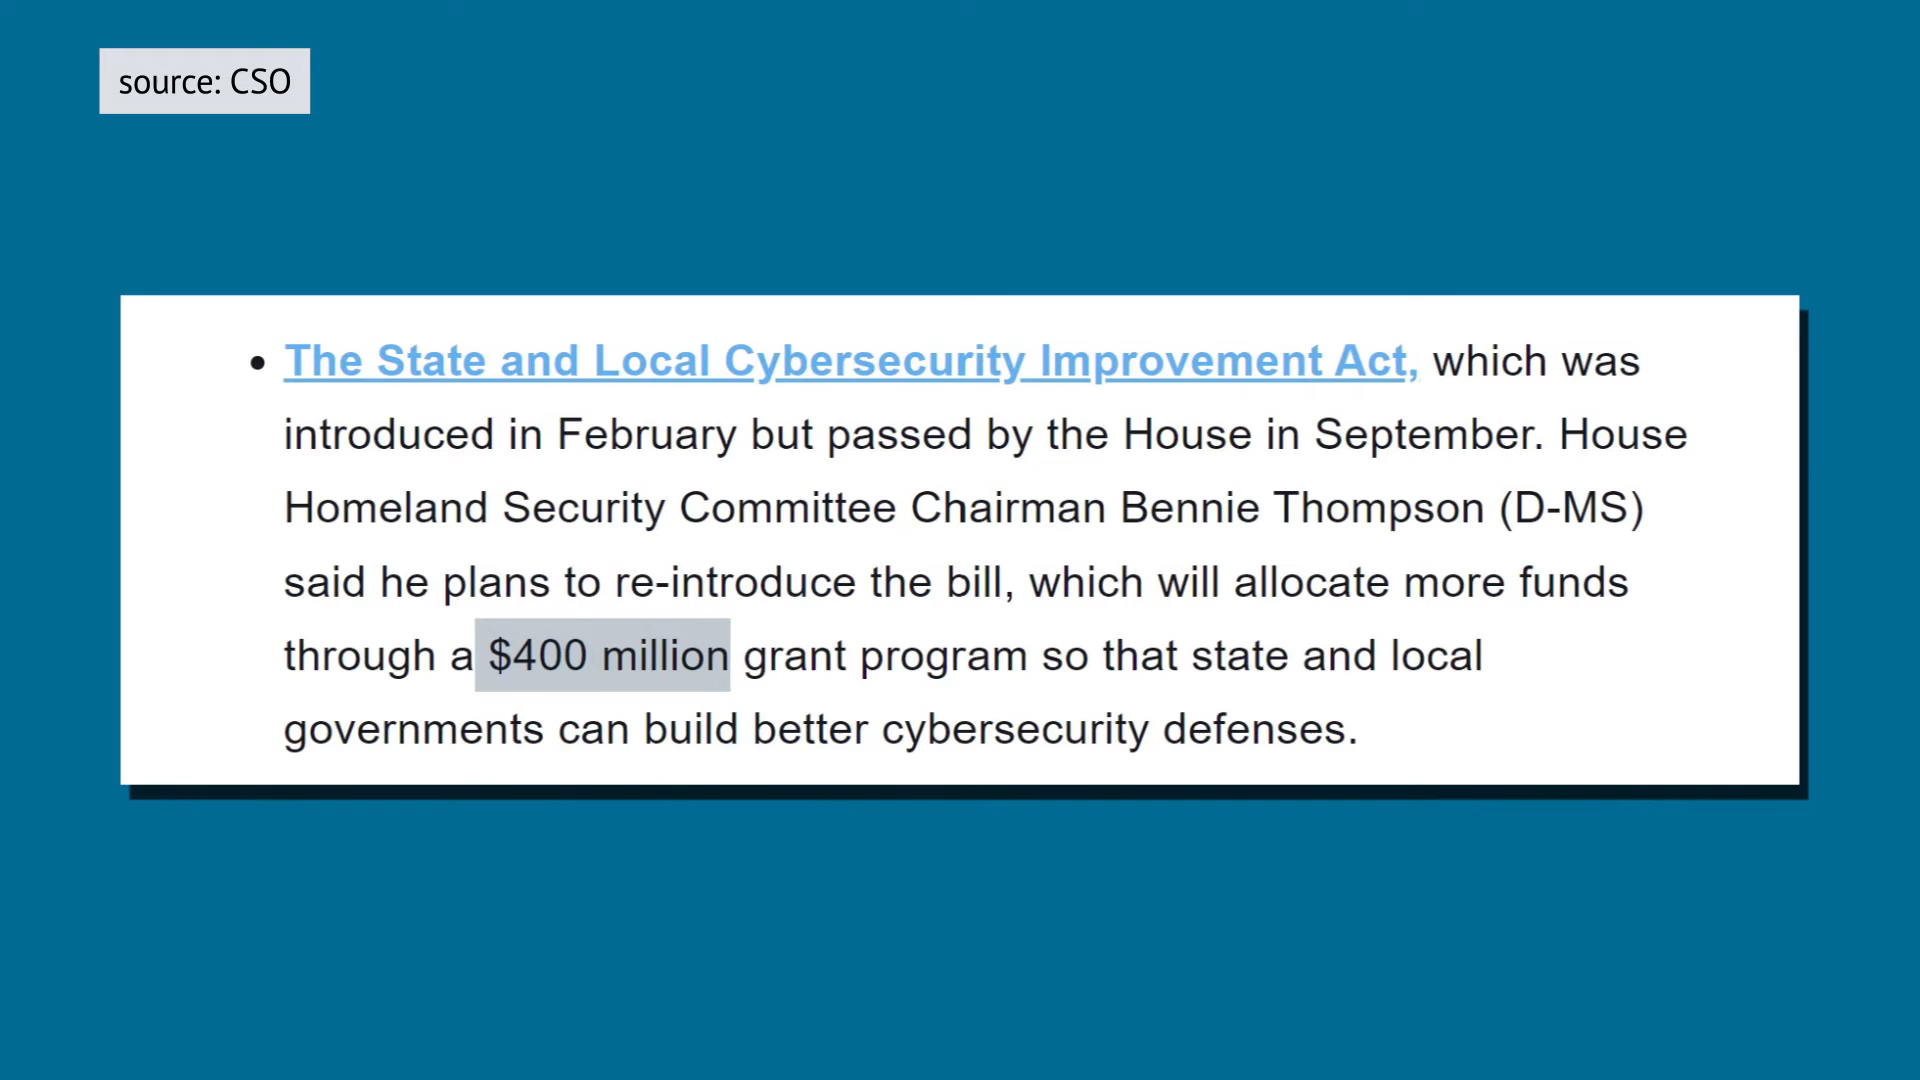 source: CSO
• The State and Local Cybersecurity Improvement Act, which was
introduced in February but passed by the House in September. House
Homeland Security Committee Chairman Bennie Thompson (D-MS)
said he plans to re-introduce the bill, which will allocate more funds
through a $400 million grant program so that state and local
governments can build better cybersecurity defenses.